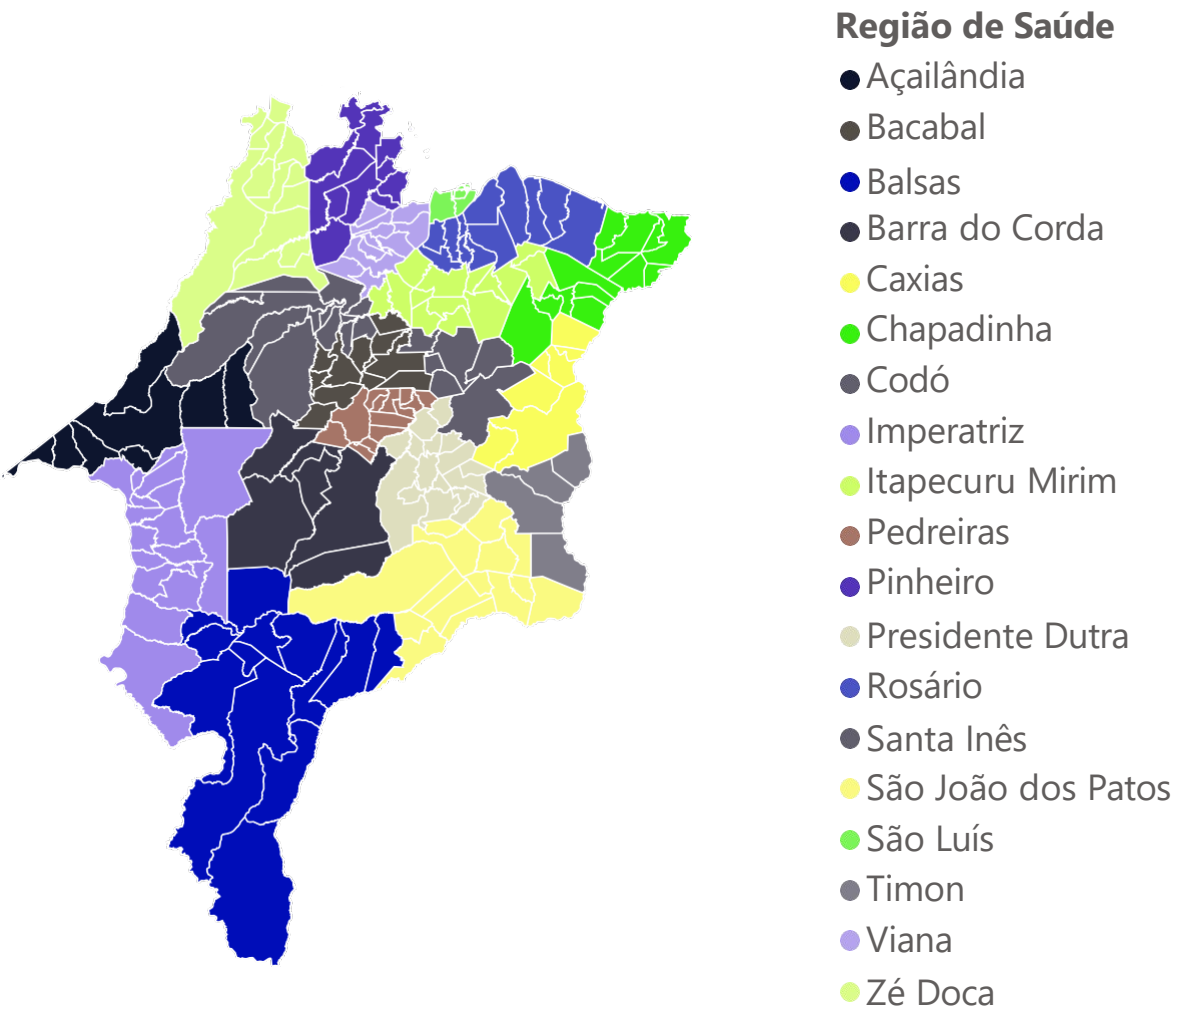 Região de Saúde
Açailândia
Bacabal
Balsas
Barra do Corda
Caxias
Chapadinha
Codó
Imperatriz
Itapecuru Mirim
Pedreiras
Pinheiro
Presidente Dutra
Rosário
Santa Inês
São João dos Patos
São Luís
Timon
Viana
Zé Doca